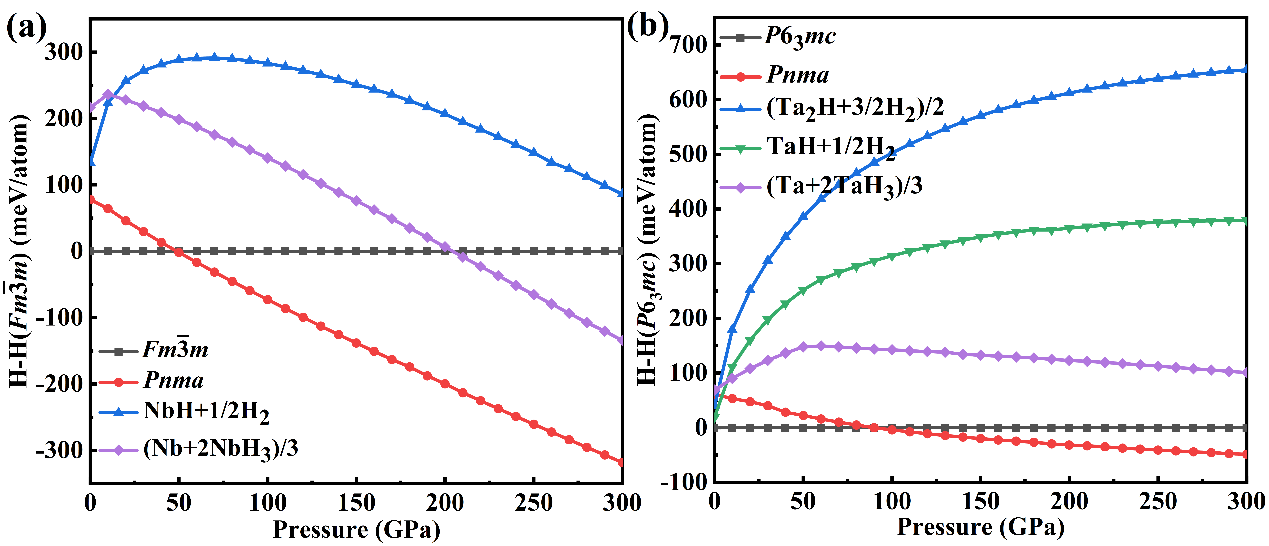 (a)
H-H(Fm3̅m) (meV/atom)
300
200
100
0
-100
-200
-300
Fm3̅m
Pnma
NbH+1/2H₂
(Nb+2NbH₃)/3
0 50 100 150 200 250 300
Pressure (GPa)
(b)
H-H(P6₃mc) (meV/atom)
700
600
500
400
300
200
100
0
-100
P6₃mc
Pnma
(Ta₂H+3/2H₂)/2
TaH+1/2H₂
(Ta+2TaH₃)/3
0 50 100 150 200 250 300
Pressure (GPa)